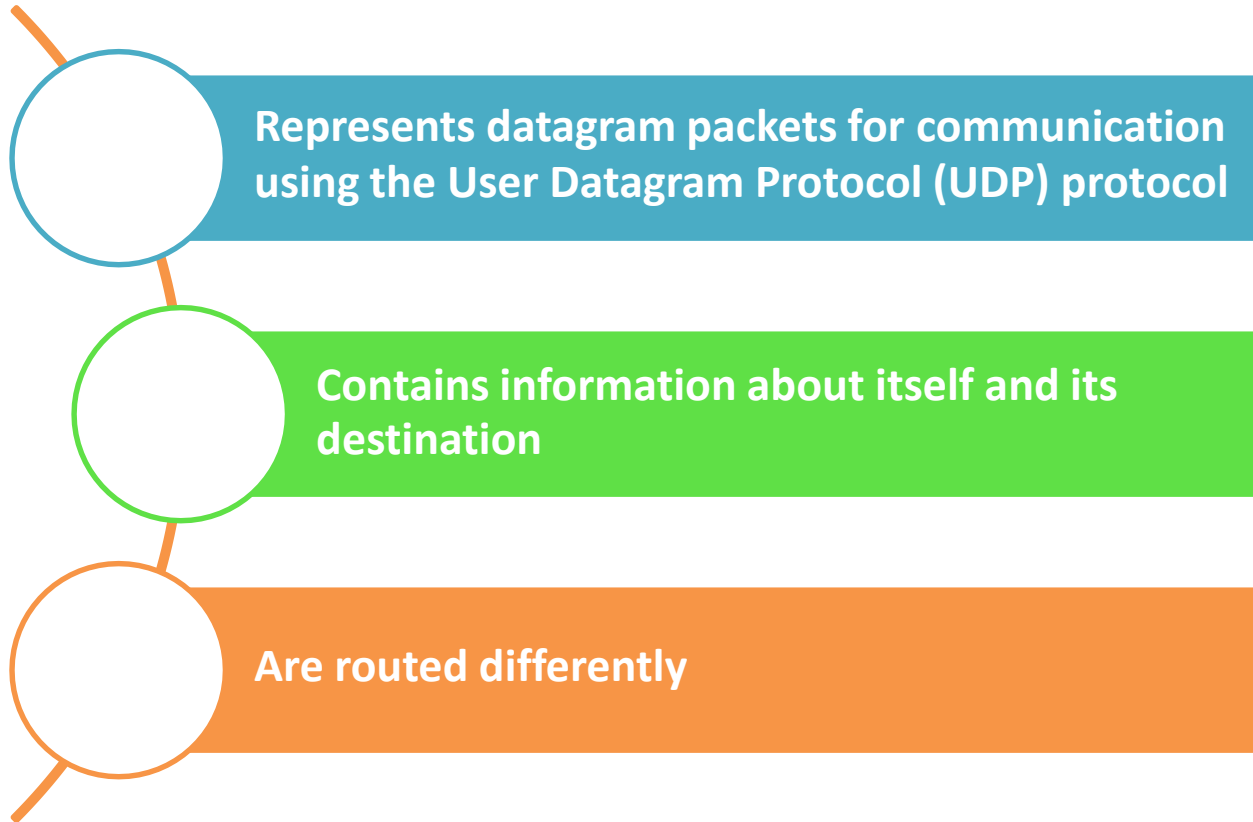 Represents datagram packets for communication
using the User Datagram Protocol (UDP) protocol
Contains information about itself and its
destination
Are routed differently